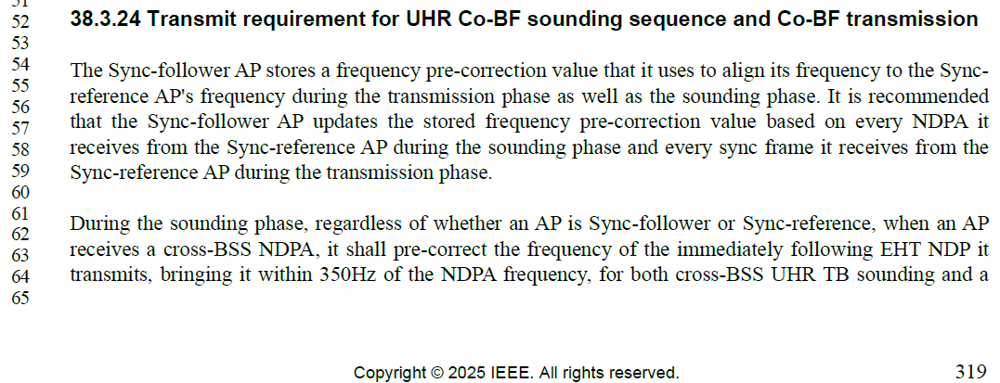 51
52 38.3.24 Transmit requirement for UHR Co-BF sounding sequence and Co-BF transmission
53
54 The Sync-follower AP stores a frequency pre-correction value that it uses to align its frequency to the Sync-
55 reference AP's frequency during the transmission phase as well as the sounding phase. It is recommended
56
57 that the Sync-follower AP updates the stored frequency pre-correction value based on every NDPA it
58 receives from the Sync-reference AP during the sounding phase and every sync frame it receives from the
59 Sync-reference AP during the transmission phase.
60
61 During the sounding phase, regardless of whether an AP is Sync-follower or Sync-reference, when an AP
62
63 receives a cross-BSS NDPA, it shall pre-correct the frequency of the immediately following EHT NDP it
64 transmits, bringing it within 350Hz of the NDPA frequency, for both cross-BSS UHR TB sounding and a
65
Copyright © 2025 IEEE. All rights reserved. 319